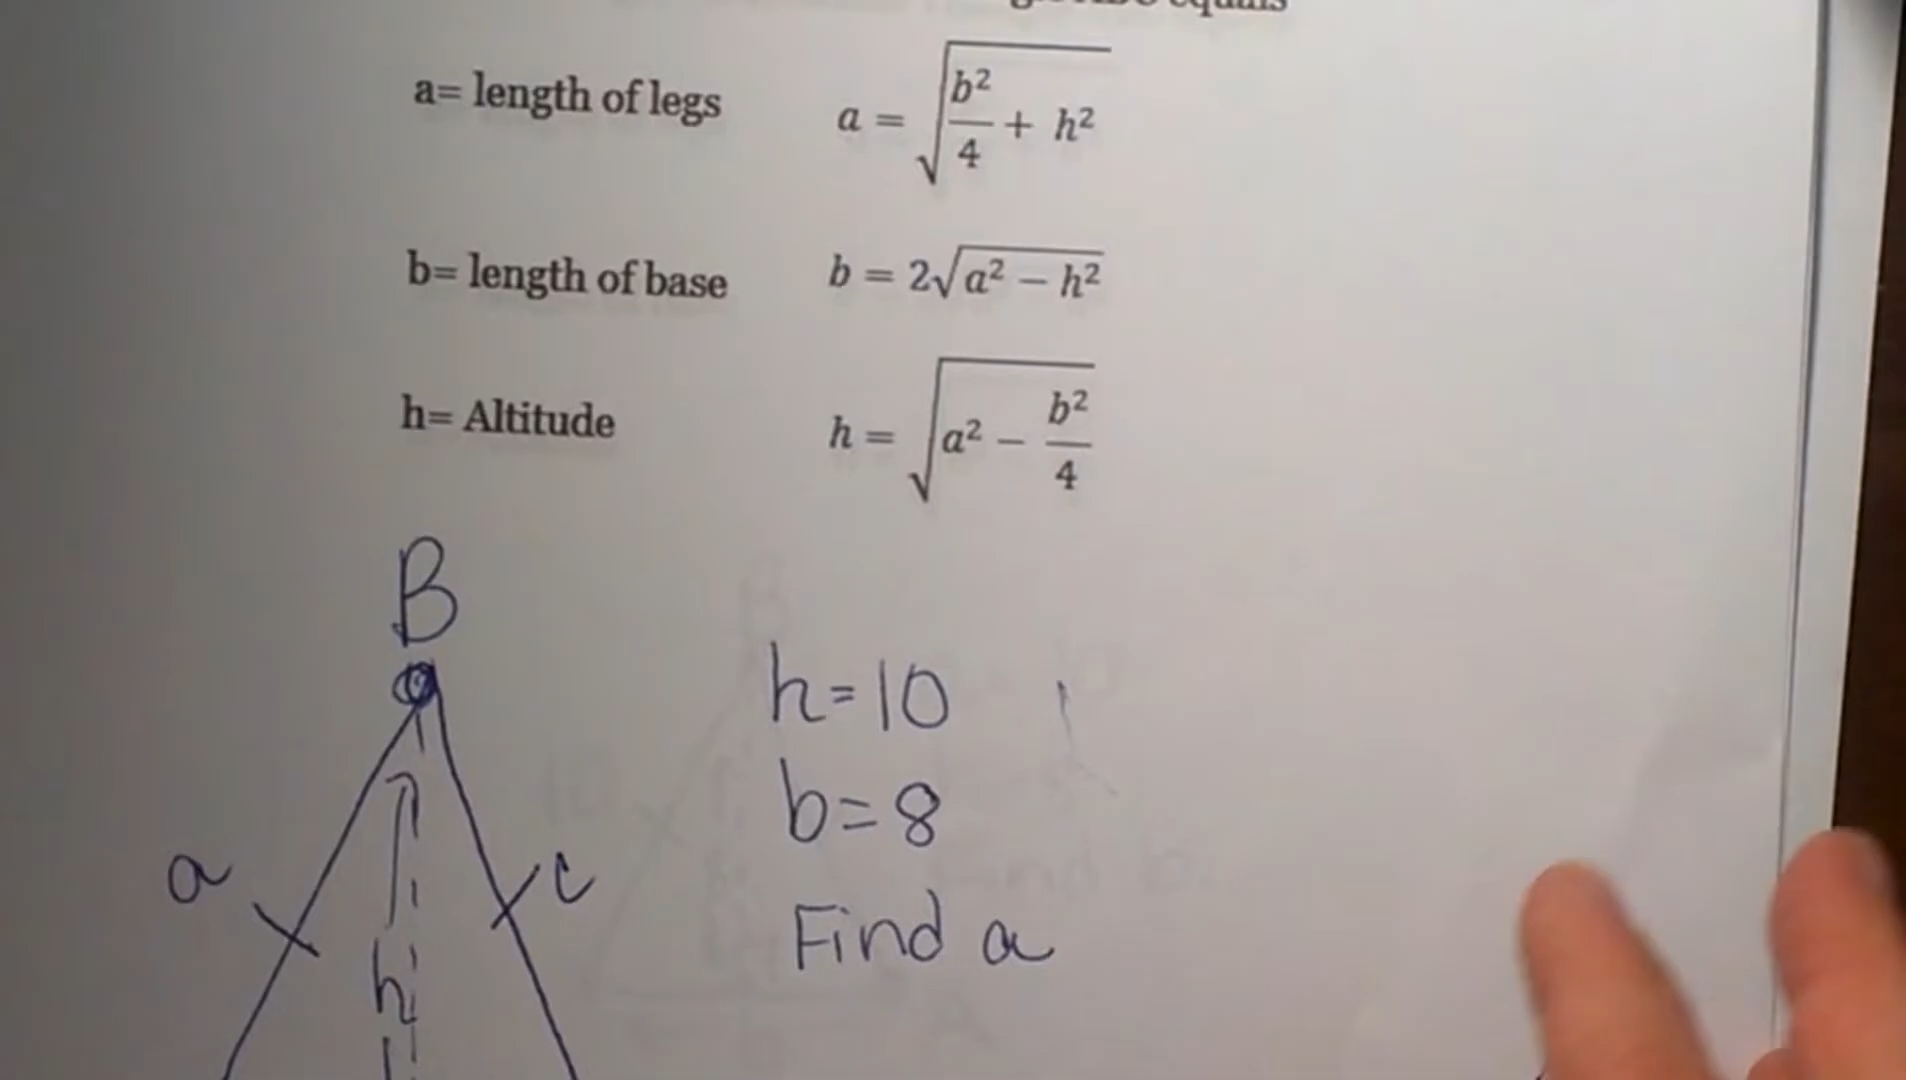 equals
a= length of legs a = √(b²/4 + h²)
b= length of base b = 2√(a² − h²)
h= Altitude h = √(a² − b²/4)
B
h=10
b=8
a c
Find a
h